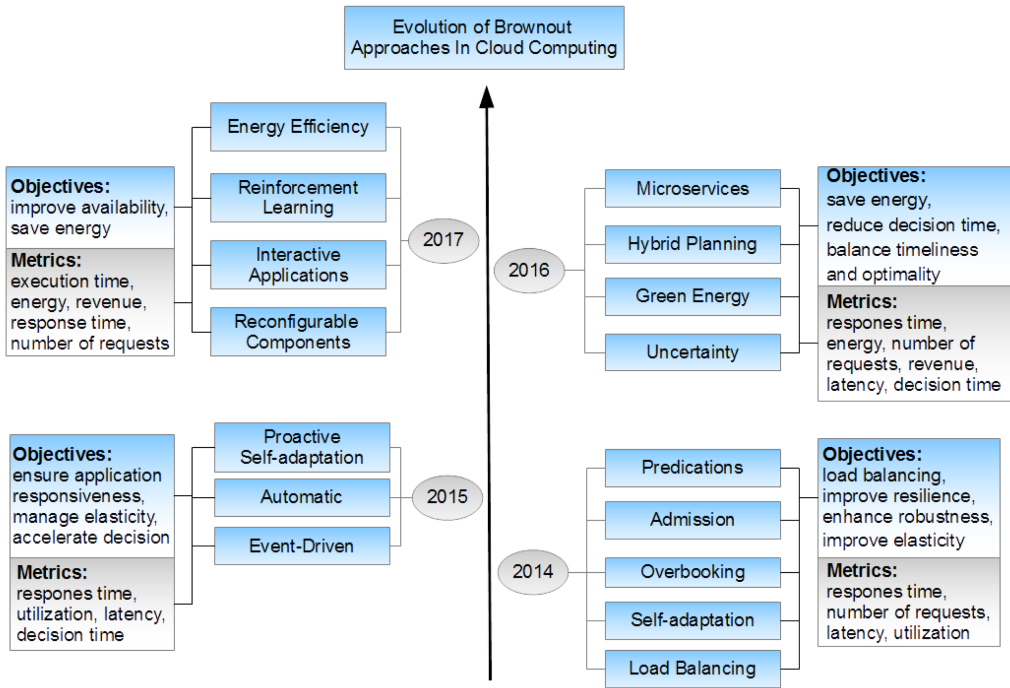 Evolution of Brownout
Approaches In Cloud Computing
Energy Efficiency
Reinforcement
Learning
Interactive
Applications
Reconfigurable
Components
Objectives:
improve availability,
save energy
Metrics:
execution time,
energy, revenue,
response time,
number of requests
2017
2016
Microservices
Hybrid Planning
Green Energy
Uncertainty
Objectives:
save energy,
reduce decision time,
balance timeliness
and optimality
Metrics:
respones time,
energy, number of
requests, revenue,
latency, decision time
Objectives:
ensure application
responsiveness,
manage elasticity,
accelerate decision
Metrics:
respones time,
utilization, latency,
decision time
Proactive
Self-adaptation
Automatic
Event-Driven
2015
2014
Predications
Admission
Overbooking
Self-adaptation
Load Balancing
Objectives:
load balancing,
improve resilience,
enhance robustness,
improve elasticity
Metrics:
respones time,
number of requests,
latency, utilization